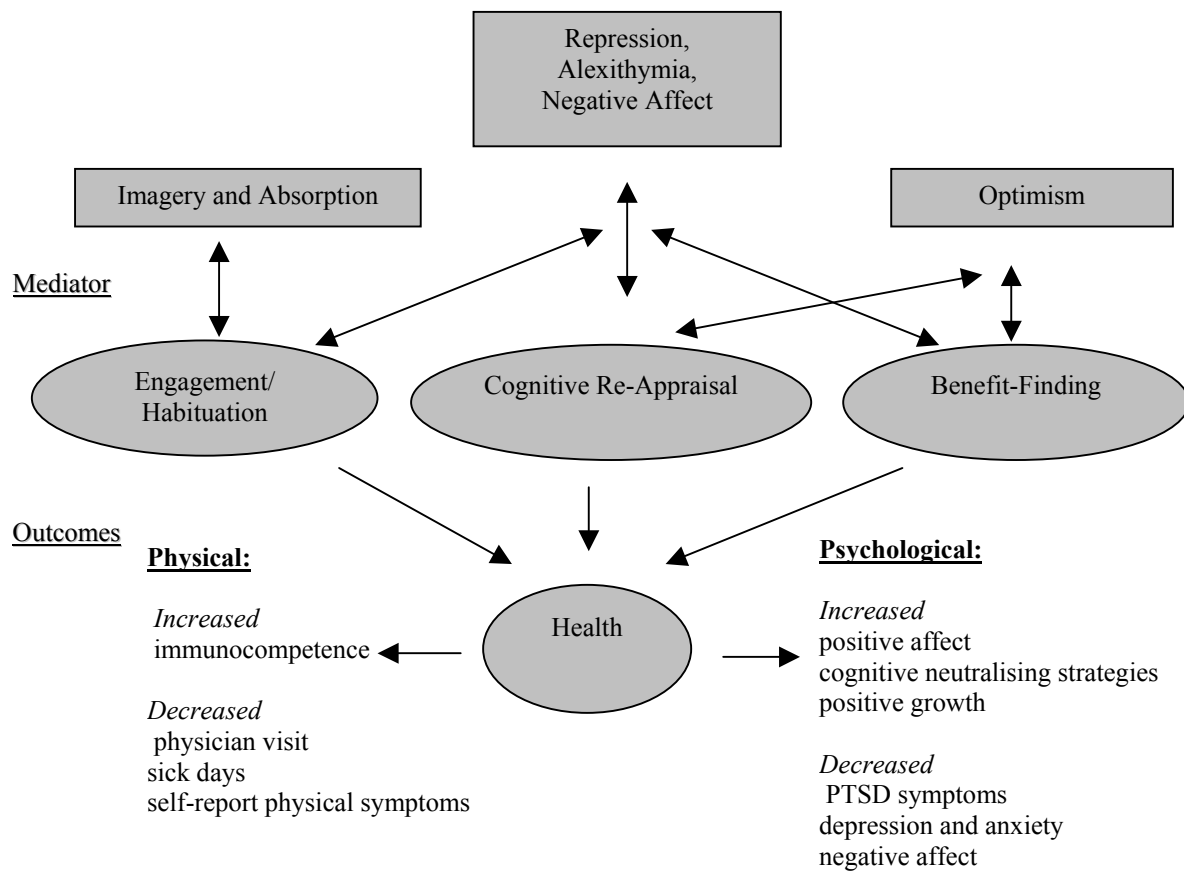 Repression,
Alexithymia,
Negative Affect
Imagery and Absorption
Optimism
Mediator
Engagement/
Habituation
Cognitive Re-Appraisal
Benefit-Finding
Outcomes
Physical:
Increased
immunocompetence
Decreased
physician visit
sick days
self-report physical symptoms
Health
Psychological:
Increased
positive affect
cognitive neutralising strategies
positive growth
Decreased
PTSD symptoms
depression and anxiety
negative affect